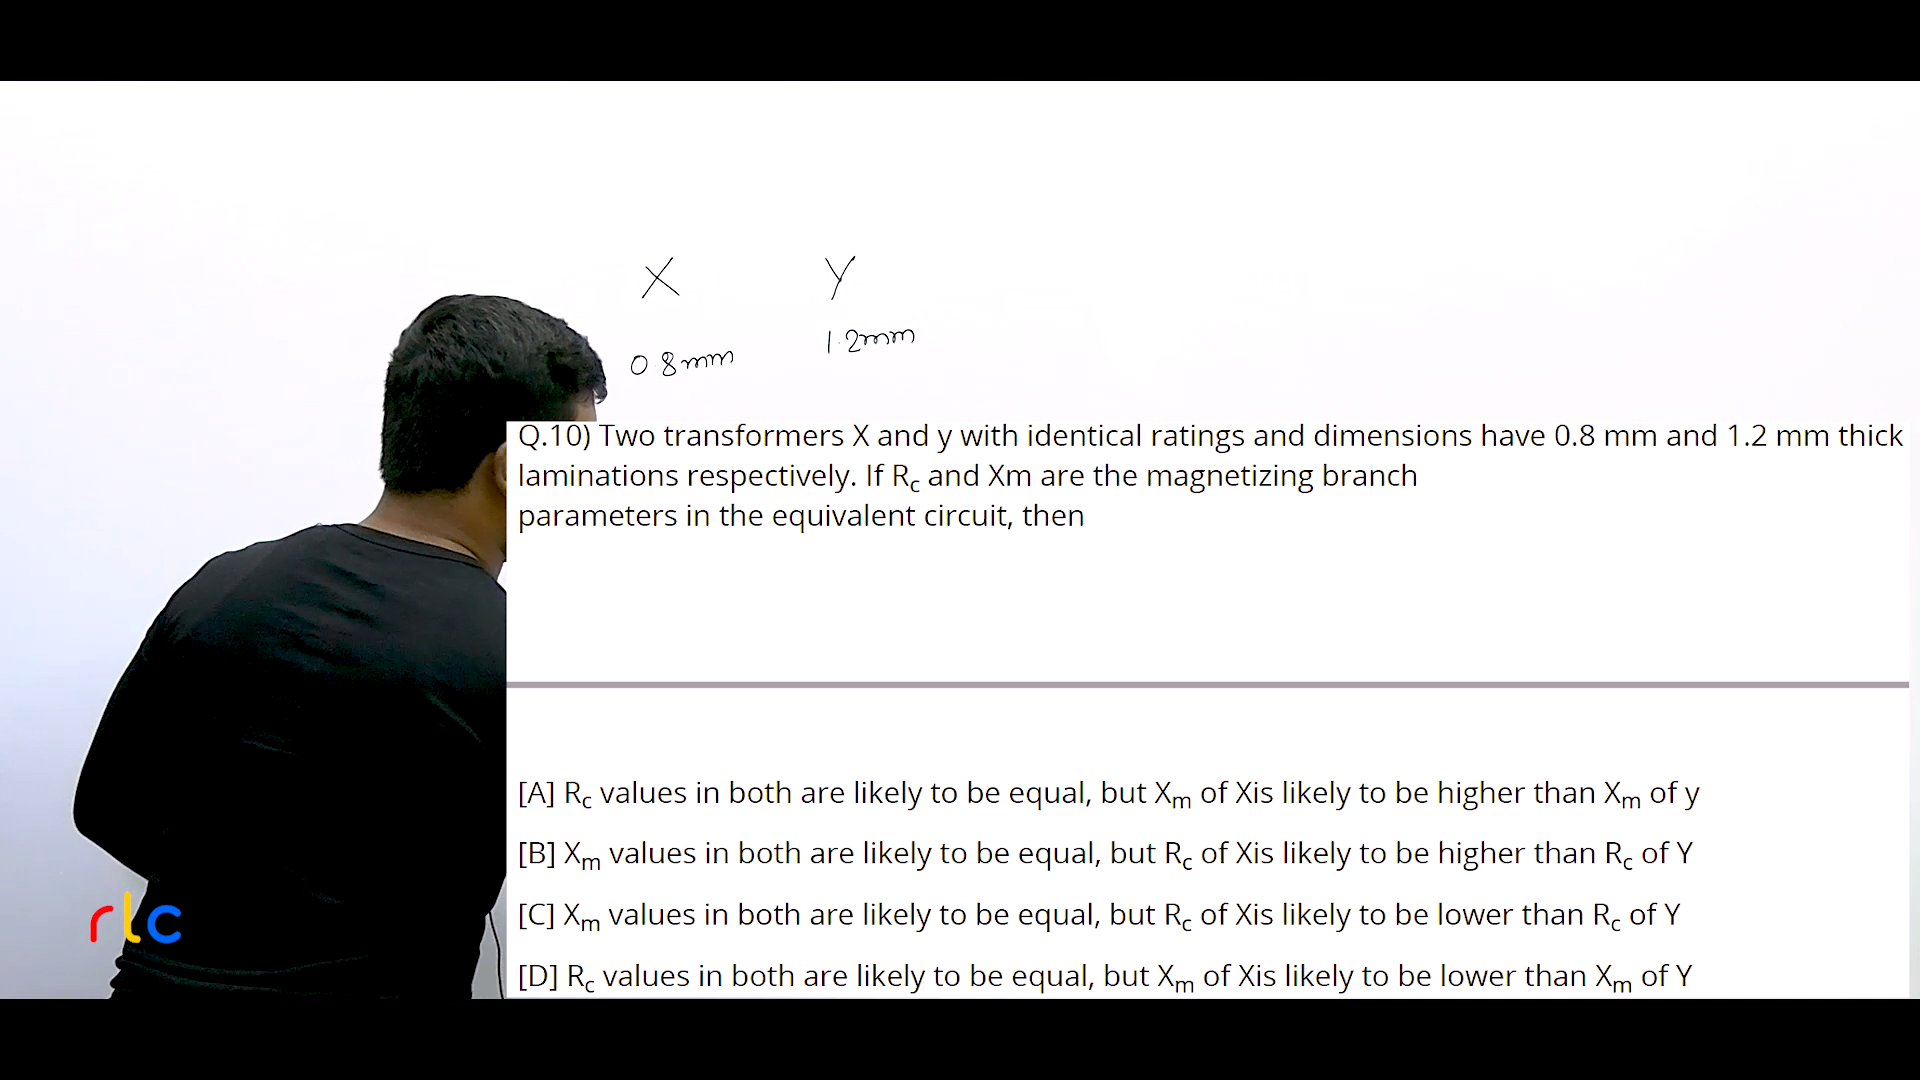 X Y
0.8mm 1.2mm
Q.10) Two transformers X and y with identical ratings and dimensions have 0.8 mm and 1.2 mm thick
laminations respectively. If Rc and Xm are the magnetizing branch
parameters in the equivalent circuit, then
[A] Rc values in both are likely to be equal, but Xm of Xis likely to be higher than Xm of y
[B] Xm values in both are likely to be equal, but Rc of Xis likely to be higher than Rc of Y
[C] Xm values in both are likely to be equal, but Rc of Xis likely to be lower than Rc of Y
[D] Rc values in both are likely to be equal, but Xm of Xis likely to be lower than Xm of Y
rlc